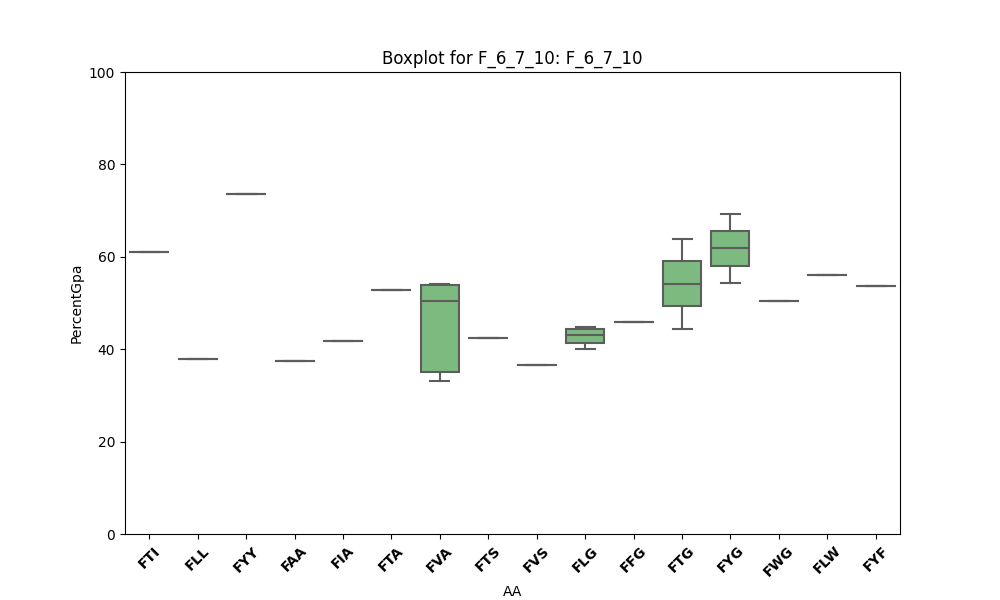 Boxplot for F_6_7_10: F_6_7_10
100
80
60
40
20
0
PercentGpa
FTI FLL FYY FAA FIA FTA FVA FTS FVS FLG FFG FTG FYG FWG FLW FYF
AA